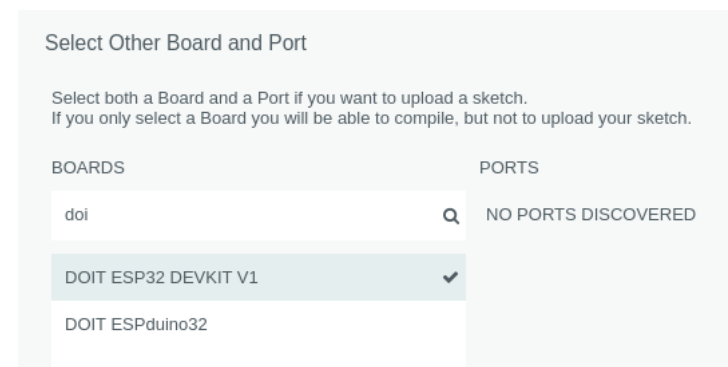 Select Other Board and Port
Select both a Board and a Port if you want to upload a sketch.
If you only select a Board you will be able to compile, but not to upload your sketch.
BOARDS
PORTS
doi
NO PORTS DISCOVERED
DOIT ESP32 DEVKIT V1
DOIT ESPduino32